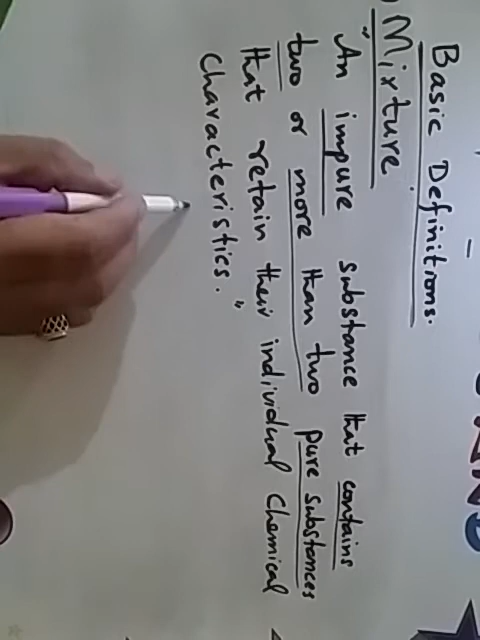 Basic Definitions.
Mixture
"An impure substance that contains
two or more than two pure substances
that retain their individual chemical
characteristics."